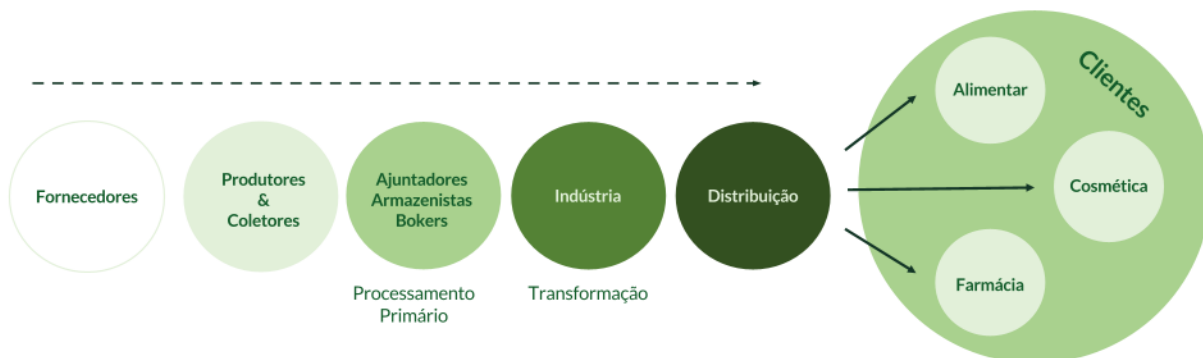 Fornecedores
Produtores
&
Coletores
Ajuntadores
Armazenistas
Bokers
Processamento
Primário
Indústria
Transformação
Distribuição
Clientes
Alimentar
Cosmética
Farmácia